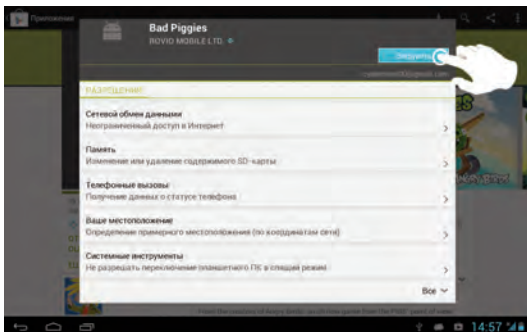 Приложения
Bad Piggies
ROVIO MOBILE LTD.
Загрузить
РАЗРЕШЕНИЯ
Сетевой обмен данными
Неограниченный доступ в Интернет
Память
Изменение или удаление содержимого SD-карты
Телефонные вызовы
Получение данных о статусе телефона
Ваше местоположение
Определение примерного местоположения (по координатам сети)
Системные инструменты
Не разрешать переключение планшетного ПК в спящий режим
Все
14:57